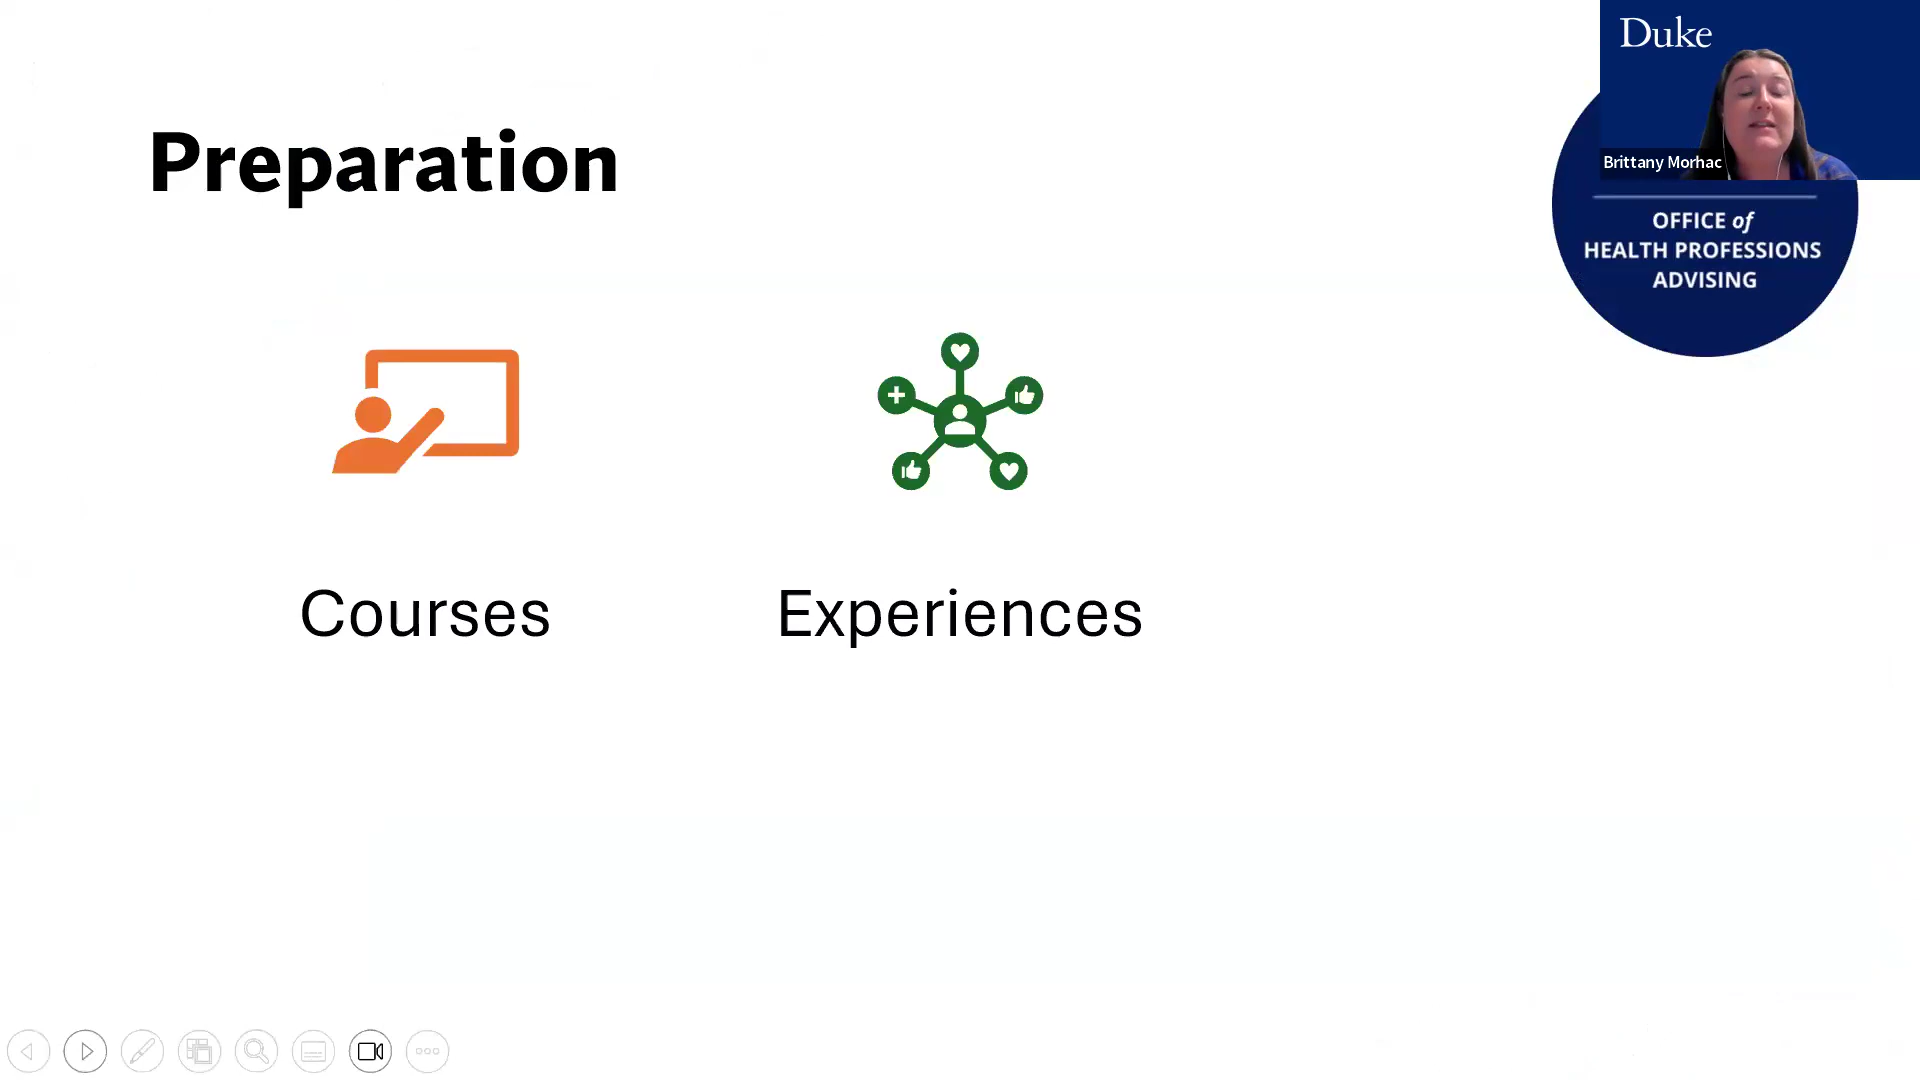 Duke
Brittany Morhac
Preparation
OFFICE of
HEALTH PROFESSIONS
ADVISING
Courses
Experiences